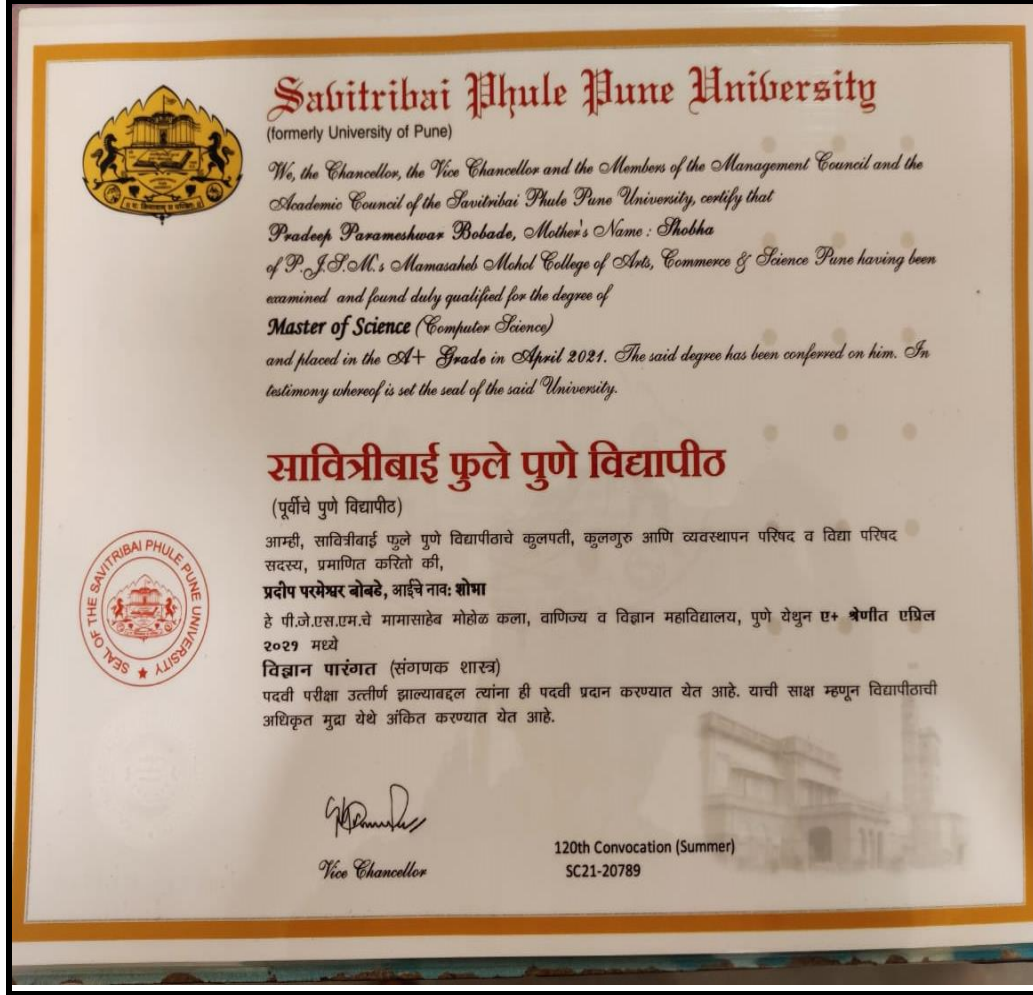 Savitribai Phule Pune University
(formerly University of Pune)
We, the Chancellor, the Vice Chancellor and the Members of the Management Council and the
Academic Council of the Savitribai Phule Pune University, certify that
Pradeep Parameshwar Bobade, Mother's Name : Shobha
of P.J.S.M.'s Mamasaheb Mohol College of Arts, Commerce & Science Pune having been
examined and found duly qualified for the degree of
Master of Science (Computer Science)
and placed in the A+ Grade in April 2021. The said degree has been conferred on him. In
testimony whereof is set the seal of the said University.
सावित्रीबाई फुले पुणे विद्यापीठ
(पूर्वीचे पुणे विद्यापीठ)
आम्ही, सावित्रीबाई फुले पुणे विद्यापीठाचे कुलपती, कुलगुरु आणि व्यवस्थापन परिषद व विद्या परिषद
सदस्य, प्रमाणित करितो की,
प्रदीप परमेश्वर बोबडे, आईचे नाव: शोभा
हे पी.जे.एस.एम.चे मामासाहेब मोहोळ कला, वाणिज्य व विज्ञान महाविद्यालय, पुणे येथुन ए+ श्रेणीत एप्रिल
२०२१ मध्ये
विज्ञान पारंगत (संगणक शास्त्र)
पदवी परीक्षा उत्तीर्ण झाल्याबद्दल त्यांना ही पदवी प्रदान करण्यात येत आहे. याची साक्ष म्हणून विद्यापीठाची
अधिकृत मुद्रा येथे अंकित करण्यात येत आहे.
SEAL OF THE SAVITRIBAI PHULE PUNE UNIVERSITY
Vice Chancellor
120th Convocation (Summer)
SC21-20789